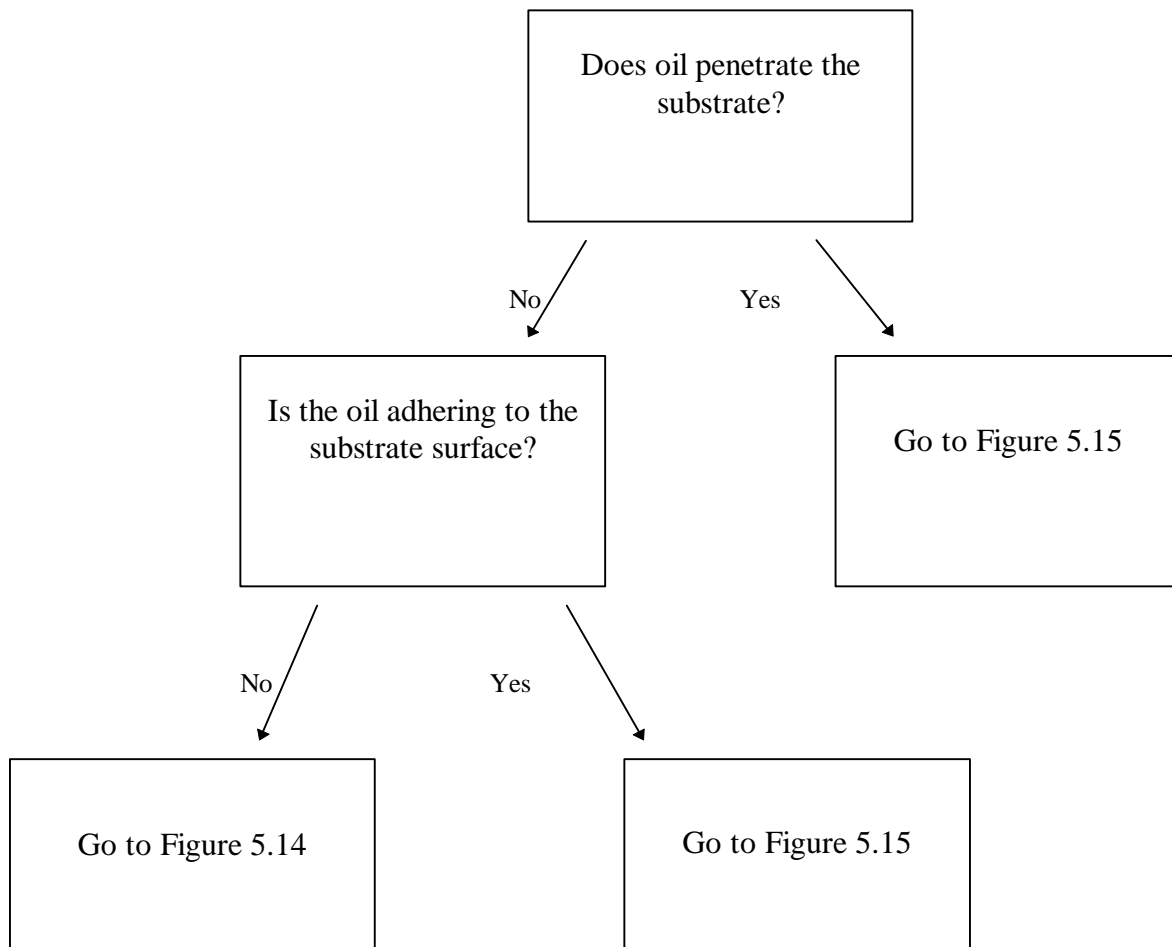 Does oil penetrate the
substrate?
No
Yes
Is the oil adhering to the
substrate surface?
Go to Figure 5.15
No
Yes
Go to Figure 5.14
Go to Figure 5.15